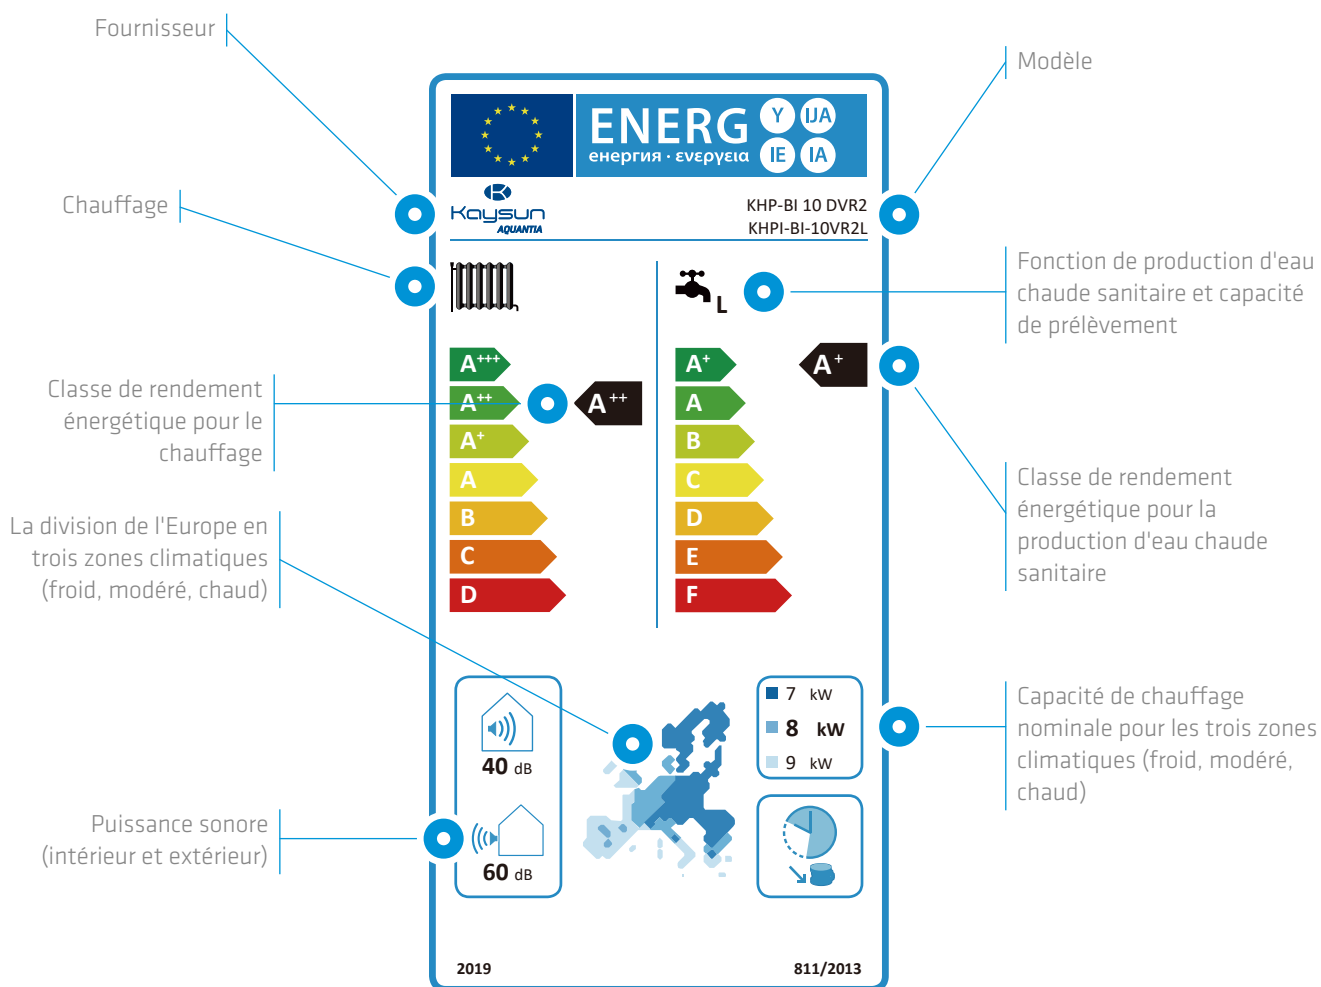 Fournisseur
Modèle
ENERG
Y
IJA
енергия · ενεργεια
IE
IA
Chauffage
Kaysun
AQUANTIA
KHP-BI 10 DVR2
KHPI-BI-10VR2L
L
Fonction de production d'eau
chaude sanitaire et capacité
de prélèvement
Classe de rendement
énergétique pour le
chauffage
A+++
A++
A+
A
B
C
D
A++
A+
A
B
C
D
E
F
A+
Classe de rendement
énergétique pour la
production d'eau chaude
sanitaire
La division de l'Europe en
trois zones climatiques
(froid, modéré, chaud)
40 dB
60 dB
7 kW
8 kW
9 kW
Capacité de chauffage
nominale pour les trois zones
climatiques (froid, modéré,
chaud)
Puissance sonore
(intérieur et extérieur)
2019
811/2013